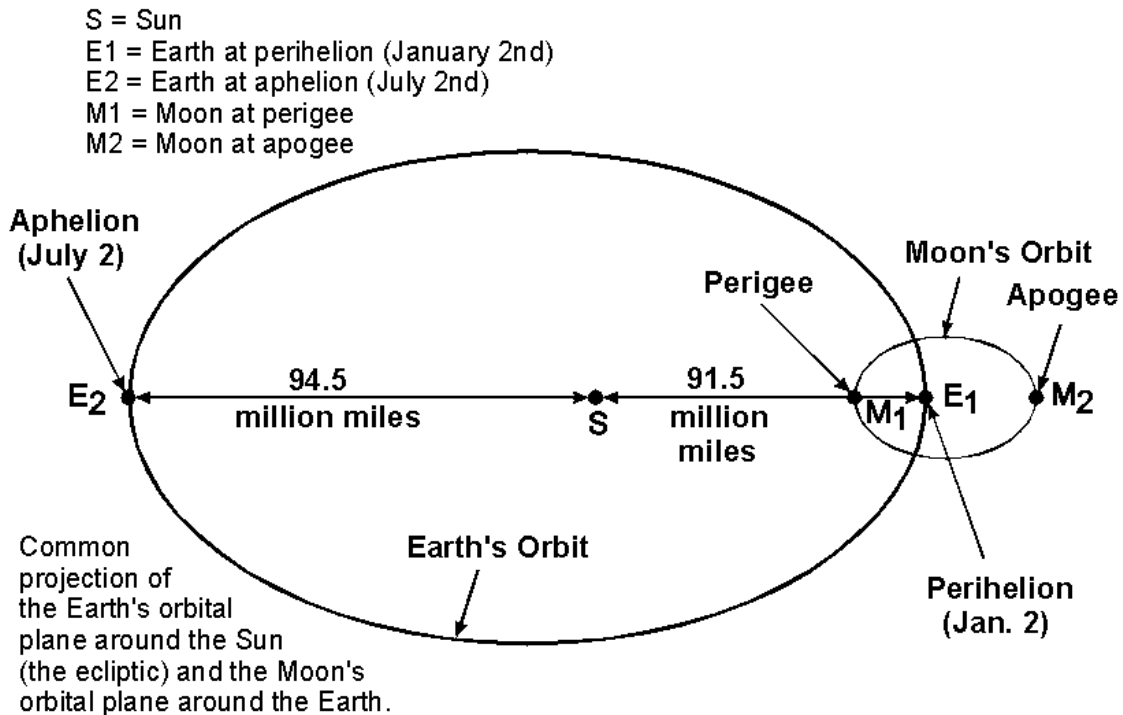 S = Sun
E1 = Earth at perihelion (January 2nd)
E2 = Earth at aphelion (July 2nd)
M1 = Moon at perigee
M2 = Moon at apogee
Aphelion
(July 2)
Moon's Orbit
Perigee
Apogee
94.5
million miles
91.5
million
miles
E2
S
M1
E1
M2
Earth's Orbit
Perihelion
(Jan. 2)
Common
projection of
the Earth's orbital
plane around the Sun
(the ecliptic) and the Moon's
orbital plane around the Earth.